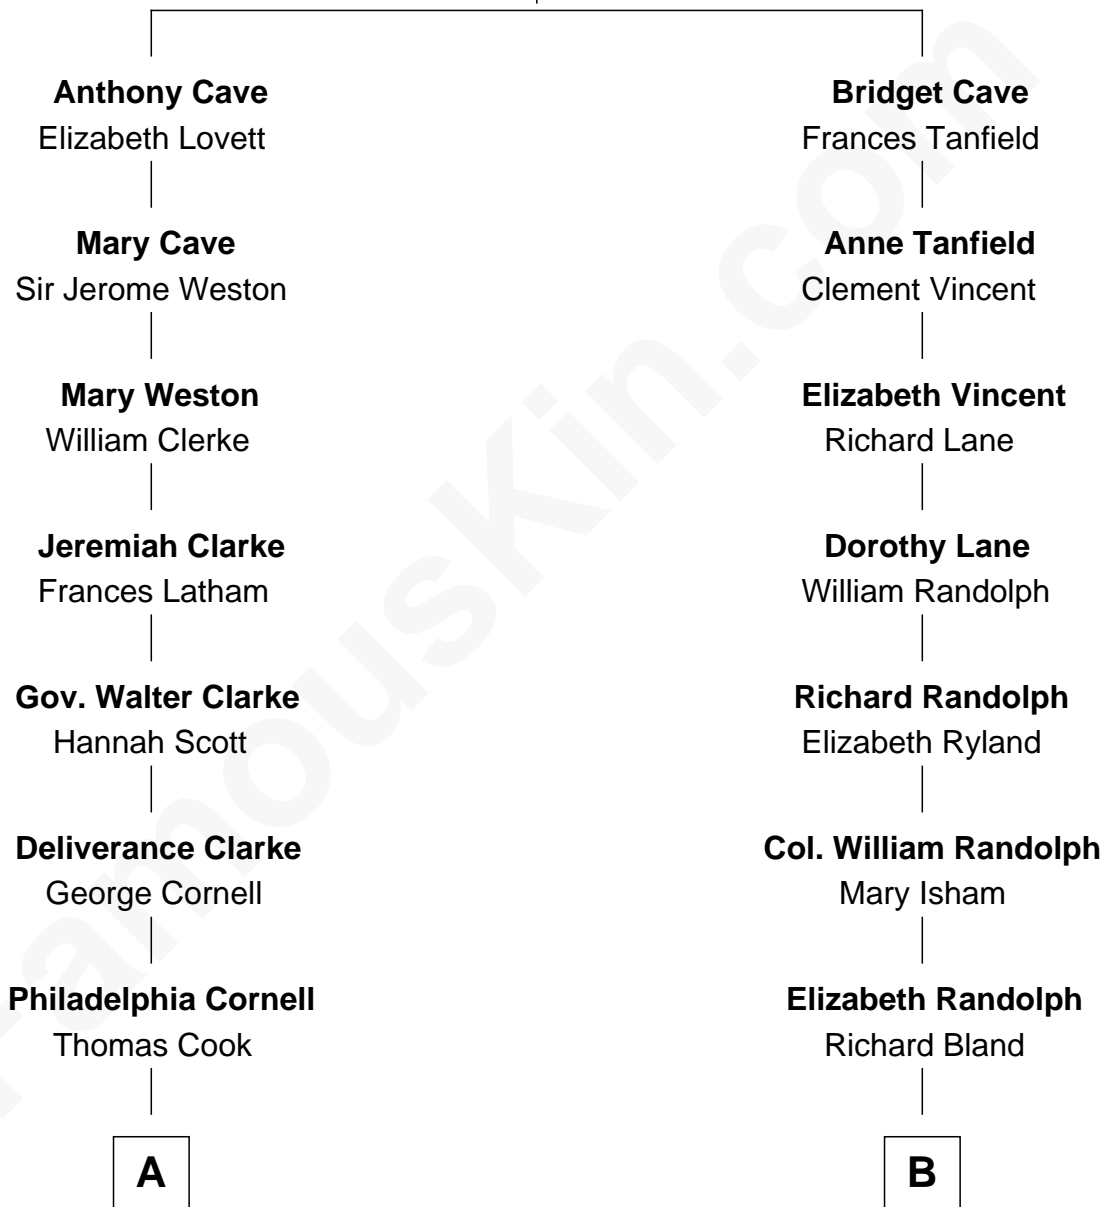 Anthony Cave
Elizabeth Lovett
Mary Cave
Sir Jerome Weston
Mary Weston
William Clerke
Jeremiah Clarke
Frances Latham
Gov. Walter Clarke
Hannah Scott
Deliverance Clarke
George Cornell
Philadelphia Cornell
Thomas Cook
A
Bridget Cave
Frances Tanfield
Anne Tanfield
Clement Vincent
Elizabeth Vincent
Richard Lane
Dorothy Lane
William Randolph
Richard Randolph
Elizabeth Ryland
Col. William Randolph
Mary Isham
Elizabeth Randolph
Richard Bland
B
FamousKin.com